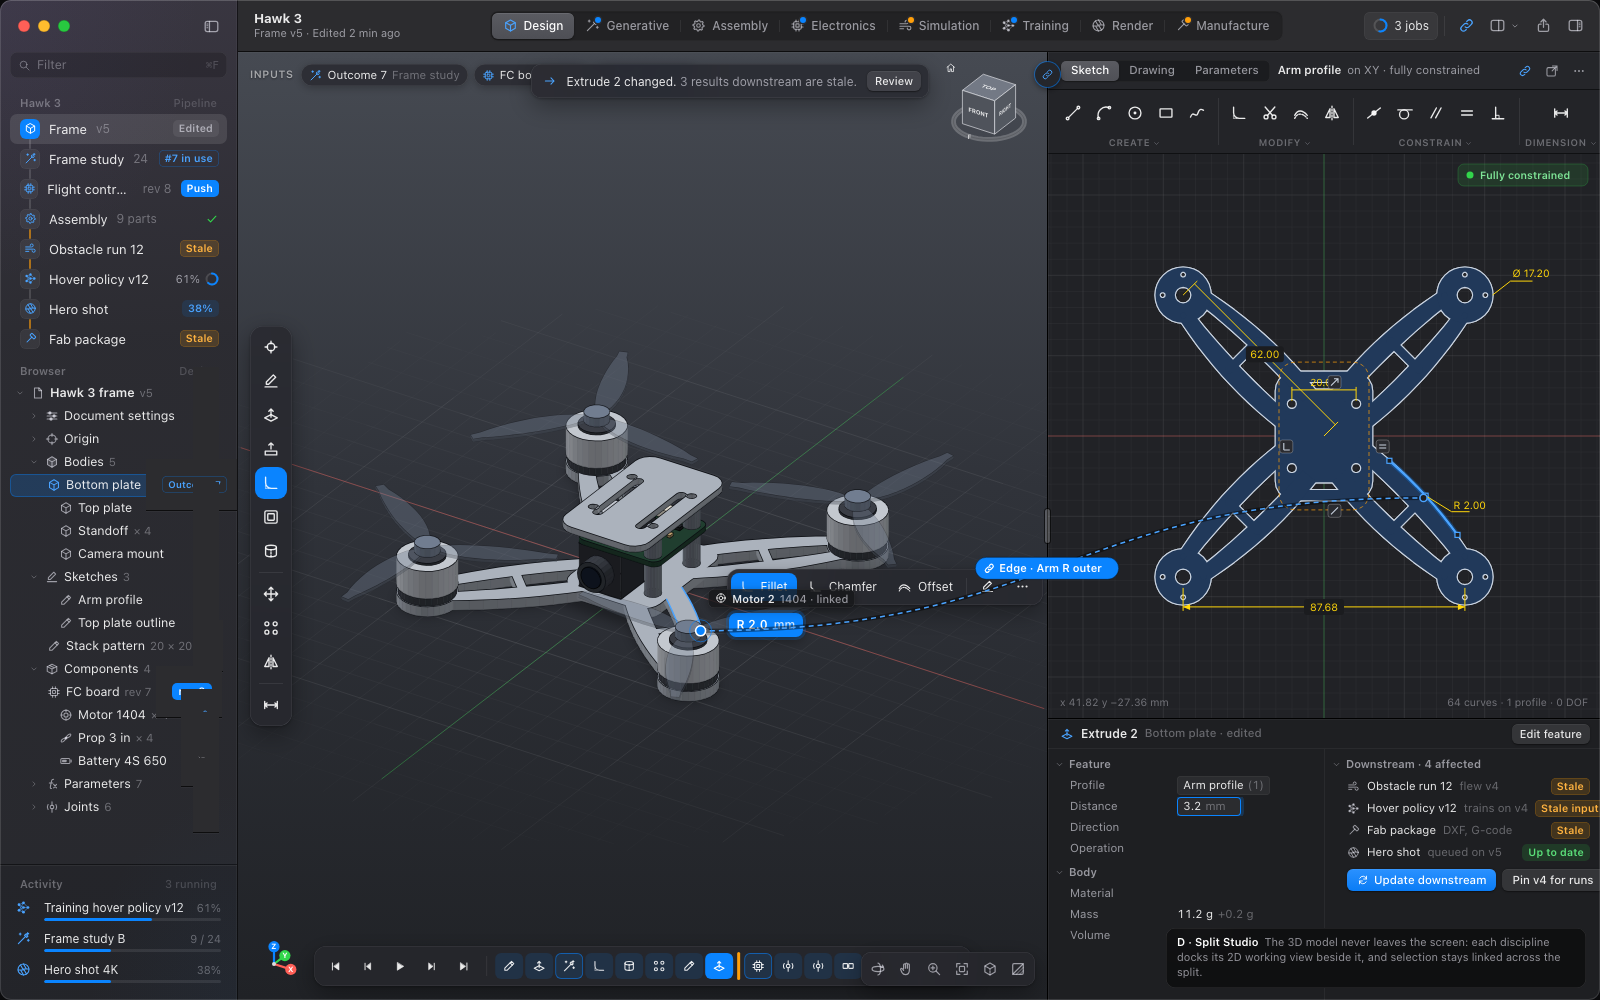 Hawk 3
Frame v5 · Edited 2 min ago
Design
Generative
Assembly
Electronics
Simulation
Training
Render
Manufacture
3 jobs
Filter
⌘F
Hawk 3
Pipeline
Frame v5 Edited
Frame study 24 #7 in use
Flight contr... rev 8 Push
Assembly 9 parts
Obstacle run 12 Stale
Hover policy v12 61%
Hero shot 38%
Fab package Stale
Browser
De
Hawk 3 frame v5
Document settings
Origin
Bodies 5
Bottom plate
Top plate
Standoff × 4
Camera mount
Sketches 3
Arm profile
Top plate outline
Stack pattern 20 × 20
Components 4
FC board rev 7
Motor 1404
Prop 3 in × 4
Battery 4S 650
Parameters 7
Joints 6
Activity
3 running
Training hover policy v12 61%
Frame study B 9 / 24
Hero shot 4K 38%
INPUTS
Outcome 7 Frame study
FC bo
Extrude 2 changed. 3 results downstream are stale.
Review
TOP
FRONT
RIGHT
Fillet
Chamfer
Offset
Motor 2 1404 · linked
R 2.0 mm
Edge · Arm R outer
Z
Y
X
Sketch
Drawing
Parameters
Arm profile on XY · fully constrained
CREATE
MODIFY
CONSTRAIN
DIMENSION
Fully constrained
Ø 17.20
62.00
R 2.00
87.68
x 41.82 y −27.36 mm
64 curves · 1 profile · 0 DOF
Extrude 2 Bottom plate · edited
Edit feature
Feature
Profile Arm profile (1)
Distance 3.2 mm
Direction
Operation
Body
Material
Mass 11.2 g +0.2 g
Volume
Downstream · 4 affected
Obstacle run 12 flew v4 Stale
Hover policy v12 trains on v4 Stale input
Fab package DXF, G-code Stale
Hero shot queued on v5 Up to date
Update downstream
Pin v4 for runs
D · Split Studio The 3D model never leaves the screen: each discipline
docks its 2D working view beside it, and selection stays linked across the
split.